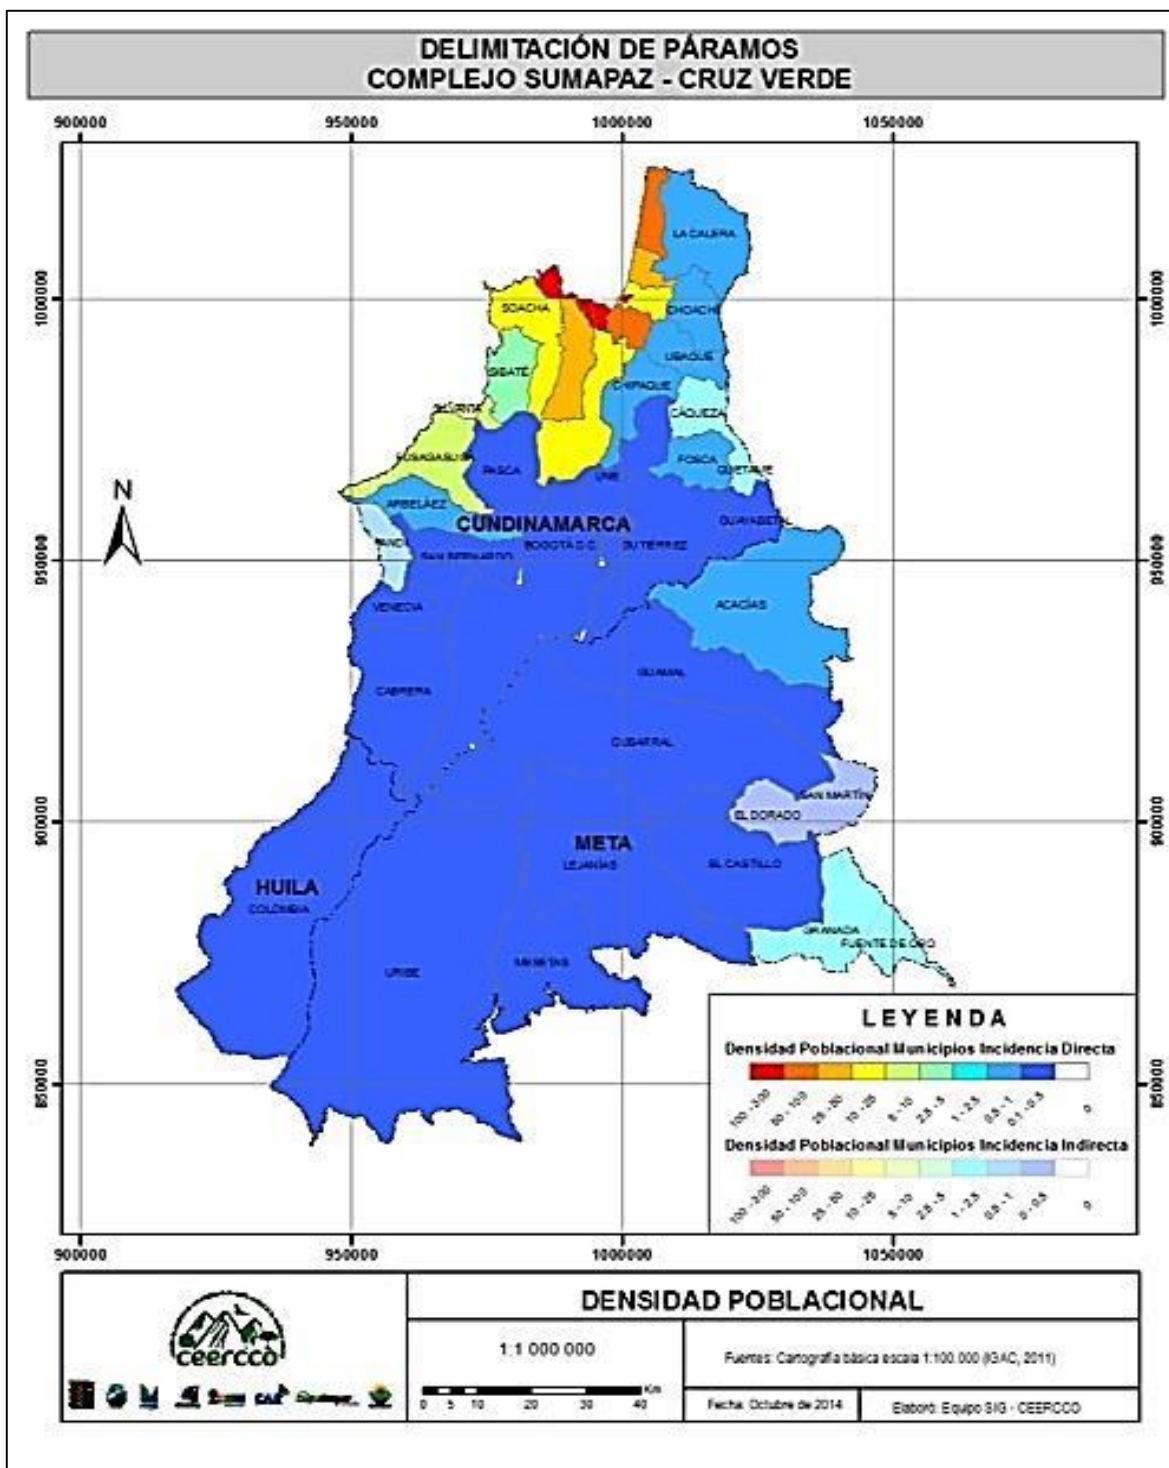 DELIMITACIÓN DE PÁRAMOS
COMPLEJO SUMAPAZ - CRUZ VERDE
900000 950000 1000000 1050000
LA CALERA
1000000 1000000
SOACHA
CHOACHÍ
UBAQUE
SIBATÉ
CHIPAQUE
CÁQUEZA
FUSAGASUGA
PASCA
UNE
FOSCA
QUETAME
ARBELÁEZ
CUNDINAMARCA
GUAYABETAL
BOGOTÁ D.C.
GUTIÉRREZ
SAN BERNARDO
950000 950000
N
ACACÍAS
VENECIA
GUAMAL
CABRERA
CUBARRAL
SAN MARTÍN
EL DORADO
900000 900000
META
LEJANÍAS
EL CASTILLO
HUILA
COLOMBIA
GRANADA
FUENTE DE ORO
MESETAS
URIBE
LEYENDA
Densidad Poblacional Municipios Incidencia Directa
100 - 200 50 - 100 25 - 50 10 - 25 5 - 10 2.5 - 5 1 - 2.5 0.5 - 1 0.1 - 0.5 0
850000 850000
Densidad Poblacional Municipios Incidencia Indirecta
100 - 200 50 - 100 25 - 50 10 - 25 5 - 10 2.5 - 5 1 - 2.5 0.5 - 1 0 - 0.5 0
900000 950000 1000000 1050000
ceercco
CAR
DENSIDAD POBLACIONAL
1:1 000 000
Km
0 5 10 20 30 40
Fuentes: Cartografía básica escala 1:100.000 (IGAC, 2011)
Fecha: Octubre de 2014
Elaboró: Equipo SIG - CEERCCO